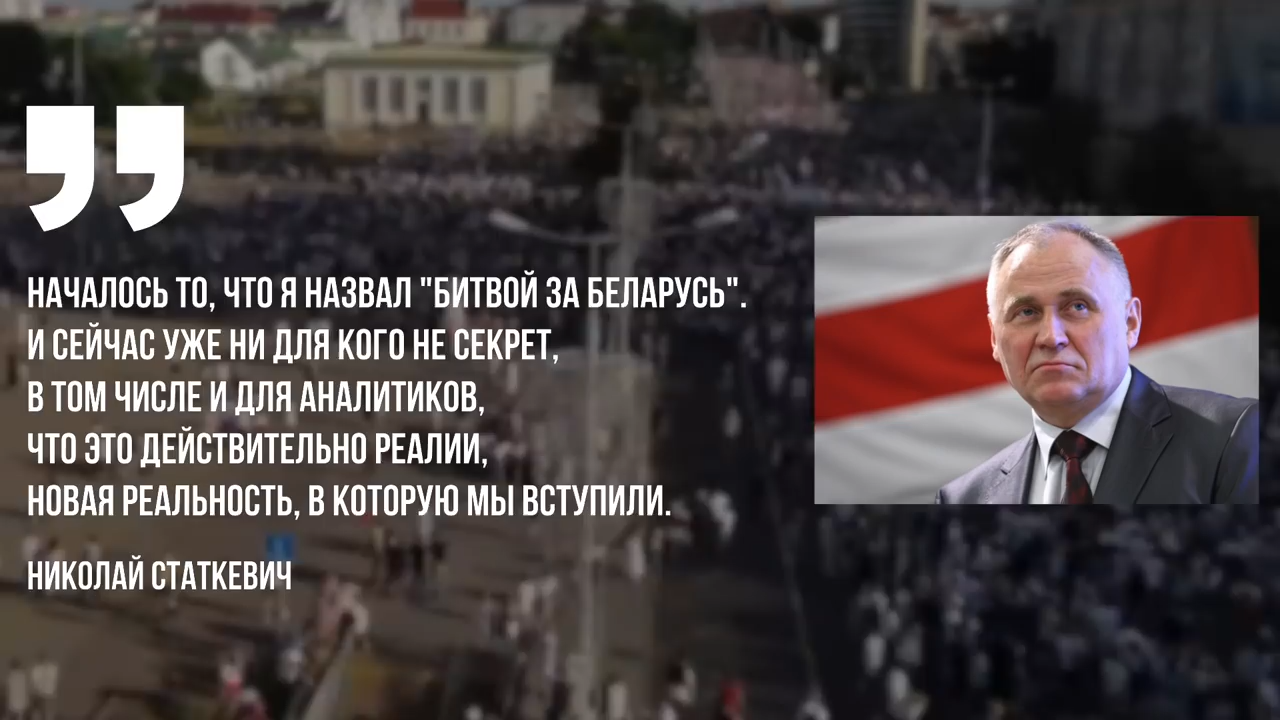 НАЧАЛОСЬ ТО, ЧТО Я НАЗВАЛ "БИТВОЙ ЗА БЕЛАРУСЬ".
И СЕЙЧАС УЖЕ НИ ДЛЯ КОГО НЕ СЕКРЕТ,
В ТОМ ЧИСЛЕ И ДЛЯ АНАЛИТИКОВ,
ЧТО ЭТО ДЕЙСТВИТЕЛЬНО РЕАЛИИ,
НОВАЯ РЕАЛЬНОСТЬ, В КОТОРУЮ МЫ ВСТУПИЛИ.
НИКОЛАЙ СТАТКЕВИЧ